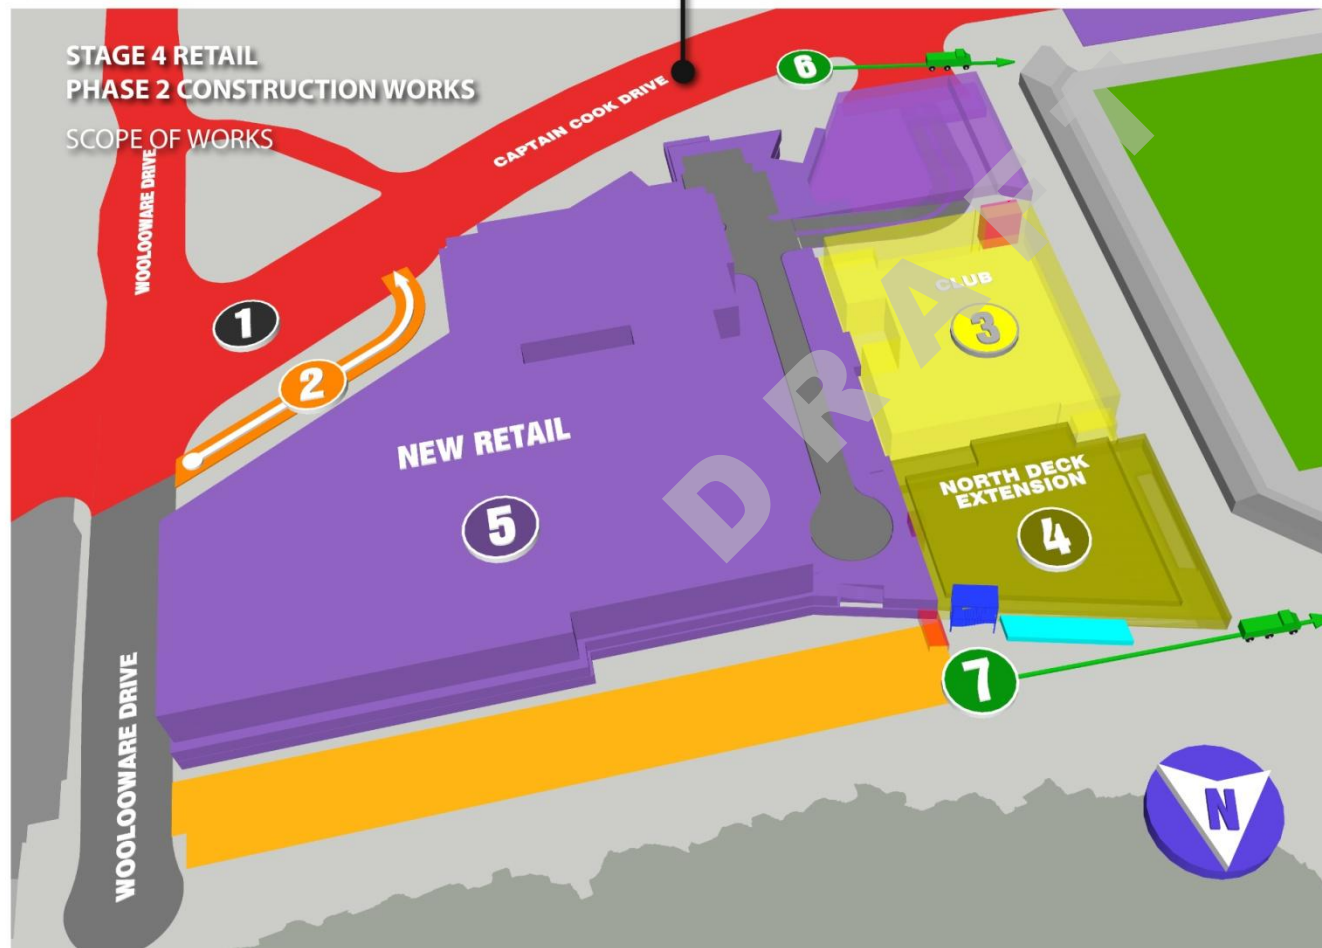 STAGE 4 RETAIL
PHASE 2 CONSTRUCTION WORKS
SCOPE OF WORKS
WOOLOOWARE DRIVE
CAPTAIN COOK DRIVE
6
1
2
CLUB
3
NEW RETAIL
5
NORTH DECK
EXTENSION
4
7
WOOLOOWARE DRIVE
N
DRAFT